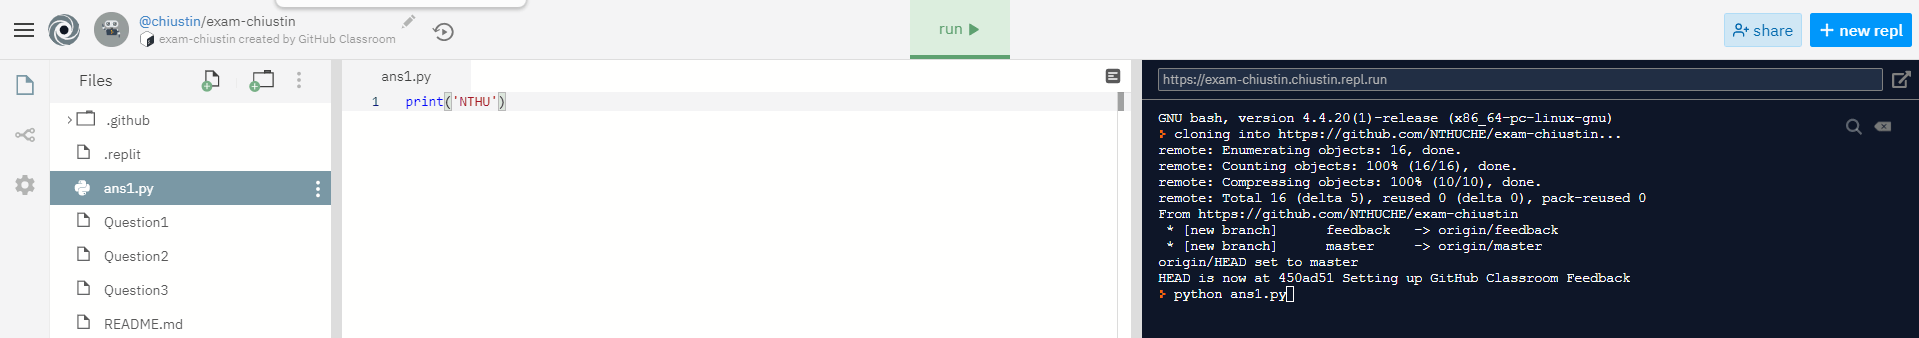 @chiustin/exam-chiustin
exam-chiustin created by GitHub Classroom
run
share
+ new repl
Files
.github
.replit
ans1.py
Question1
Question2
Question3
README.md
ans1.py
1 print('NTHU')
https://exam-chiustin.chiustin.repl.run
GNU bash, version 4.4.20(1)-release (x86_64-pc-linux-gnu)
cloning into https://github.com/NTHUCHE/exam-chiustin...
remote: Enumerating objects: 16, done.
remote: Counting objects: 100% (16/16), done.
remote: Compressing objects: 100% (10/10), done.
remote: Total 16 (delta 5), reused 0 (delta 0), pack-reused 0
From https://github.com/NTHUCHE/exam-chiustin
 * [new branch]      feedback   -> origin/feedback
 * [new branch]      master     -> origin/master
origin/HEAD set to master
HEAD is now at 450ad51 Setting up GitHub Classroom Feedback
python ans1.py